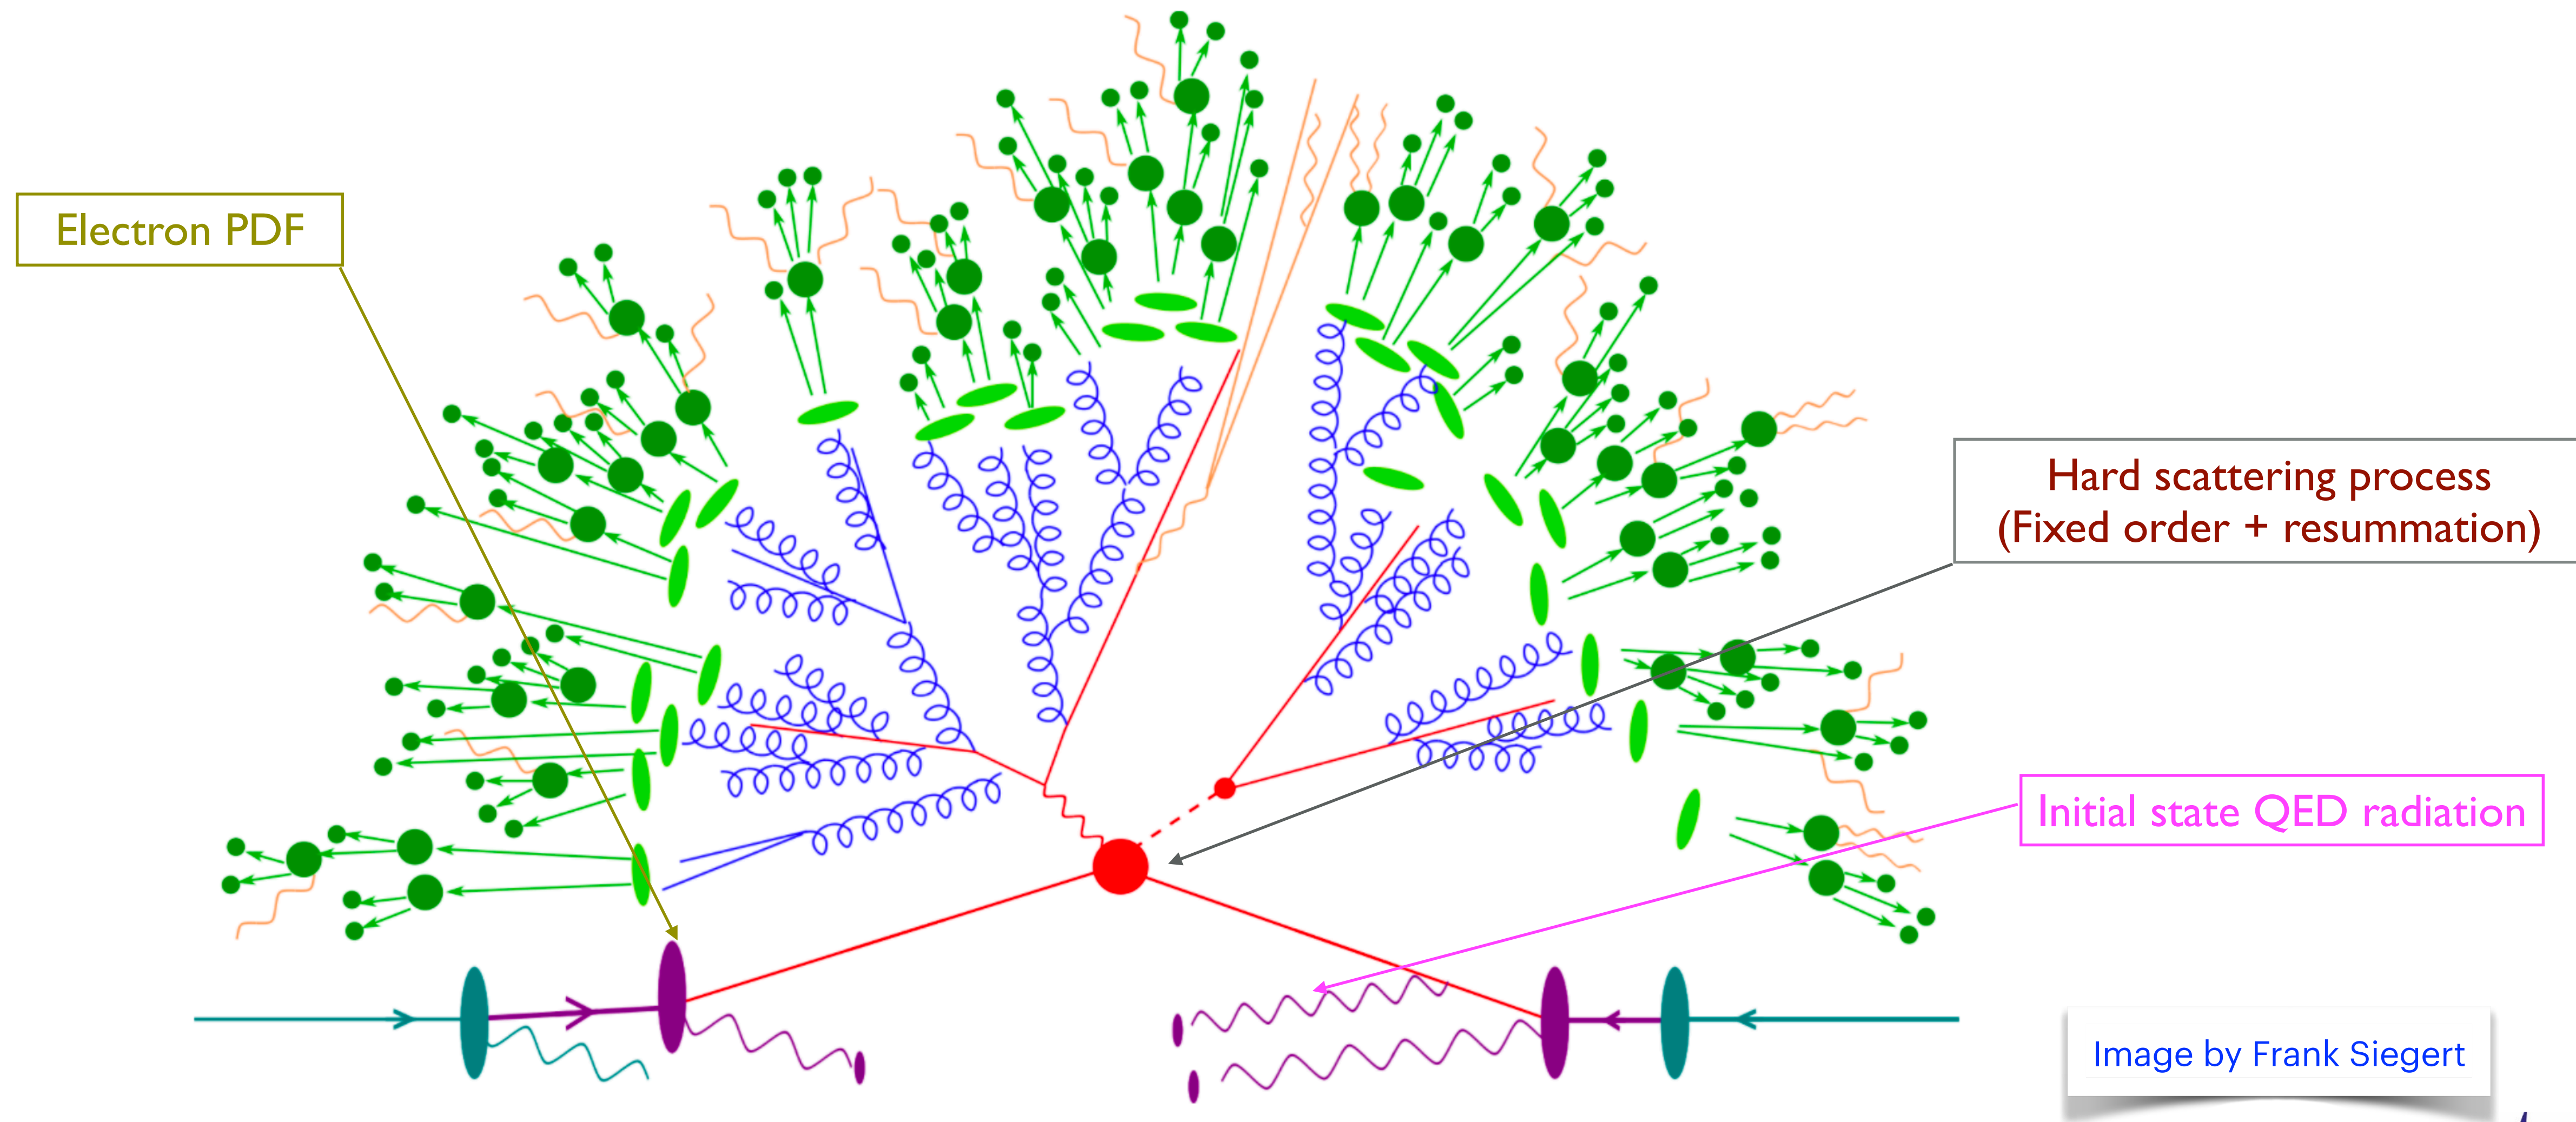 Electron PDF
Hard scattering process
(Fixed order + resummation)
Initial state QED radiation
Image by Frank Siegert